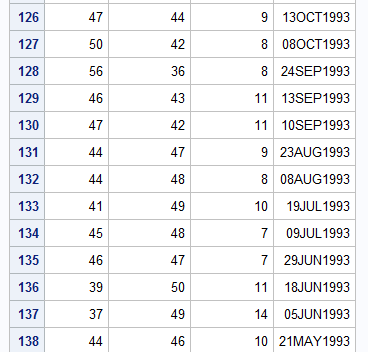 126 47 44 9 13OCT1993
127 50 42 8 08OCT1993
128 56 36 8 24SEP1993
129 46 43 11 13SEP1993
130 47 42 11 10SEP1993
131 44 47 9 23AUG1993
132 44 48 8 08AUG1993
133 41 49 10 19JUL1993
134 45 48 7 09JUL1993
135 46 47 7 29JUN1993
136 39 50 11 18JUN1993
137 37 49 14 05JUN1993
138 44 46 10 21MAY1993